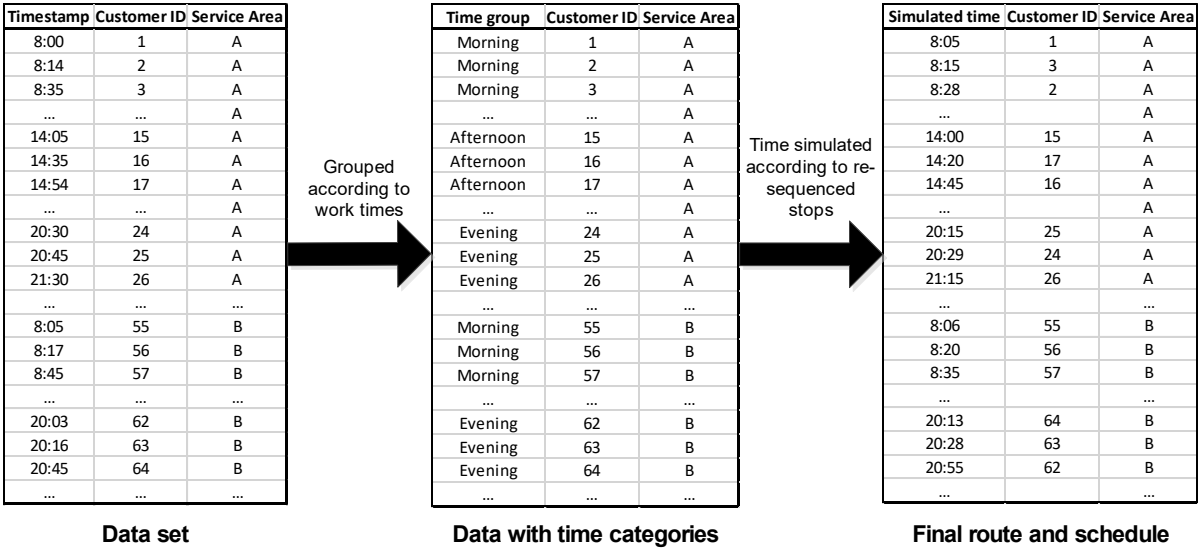 Timestamp Customer ID Service Area
8:00 1 A
8:14 2 A
8:35 3 A
... ... A
14:05 15 A
14:35 16 A
14:54 17 A
... ... A
20:30 24 A
20:45 25 A
21:30 26 A
... ... ...
8:05 55 B
8:17 56 B
8:45 57 B
... ... ...
20:03 62 B
20:16 63 B
20:45 64 B
... ... ...
Data set
Grouped
according to
work times
Time group Customer ID Service Area
Morning 1 A
Morning 2 A
Morning 3 A
... ... A
Afternoon 15 A
Afternoon 16 A
Afternoon 17 A
... ... A
Evening 24 A
Evening 25 A
Evening 26 A
... ... ...
Morning 55 B
Morning 56 B
Morning 57 B
... ... ...
Evening 62 B
Evening 63 B
Evening 64 B
... ... ...
Data with time categories
Time simulated
according to re-
sequenced
stops
Simulated time Customer ID Service Area
8:05 1 A
8:15 3 A
8:28 2 A
... A
14:00 15 A
14:20 17 A
14:45 16 A
... A
20:15 25 A
20:29 24 A
21:15 26 A
... ...
8:06 55 B
8:20 56 B
8:35 57 B
... ...
20:13 64 B
20:28 63 B
20:55 62 B
... ...
Final route and schedule